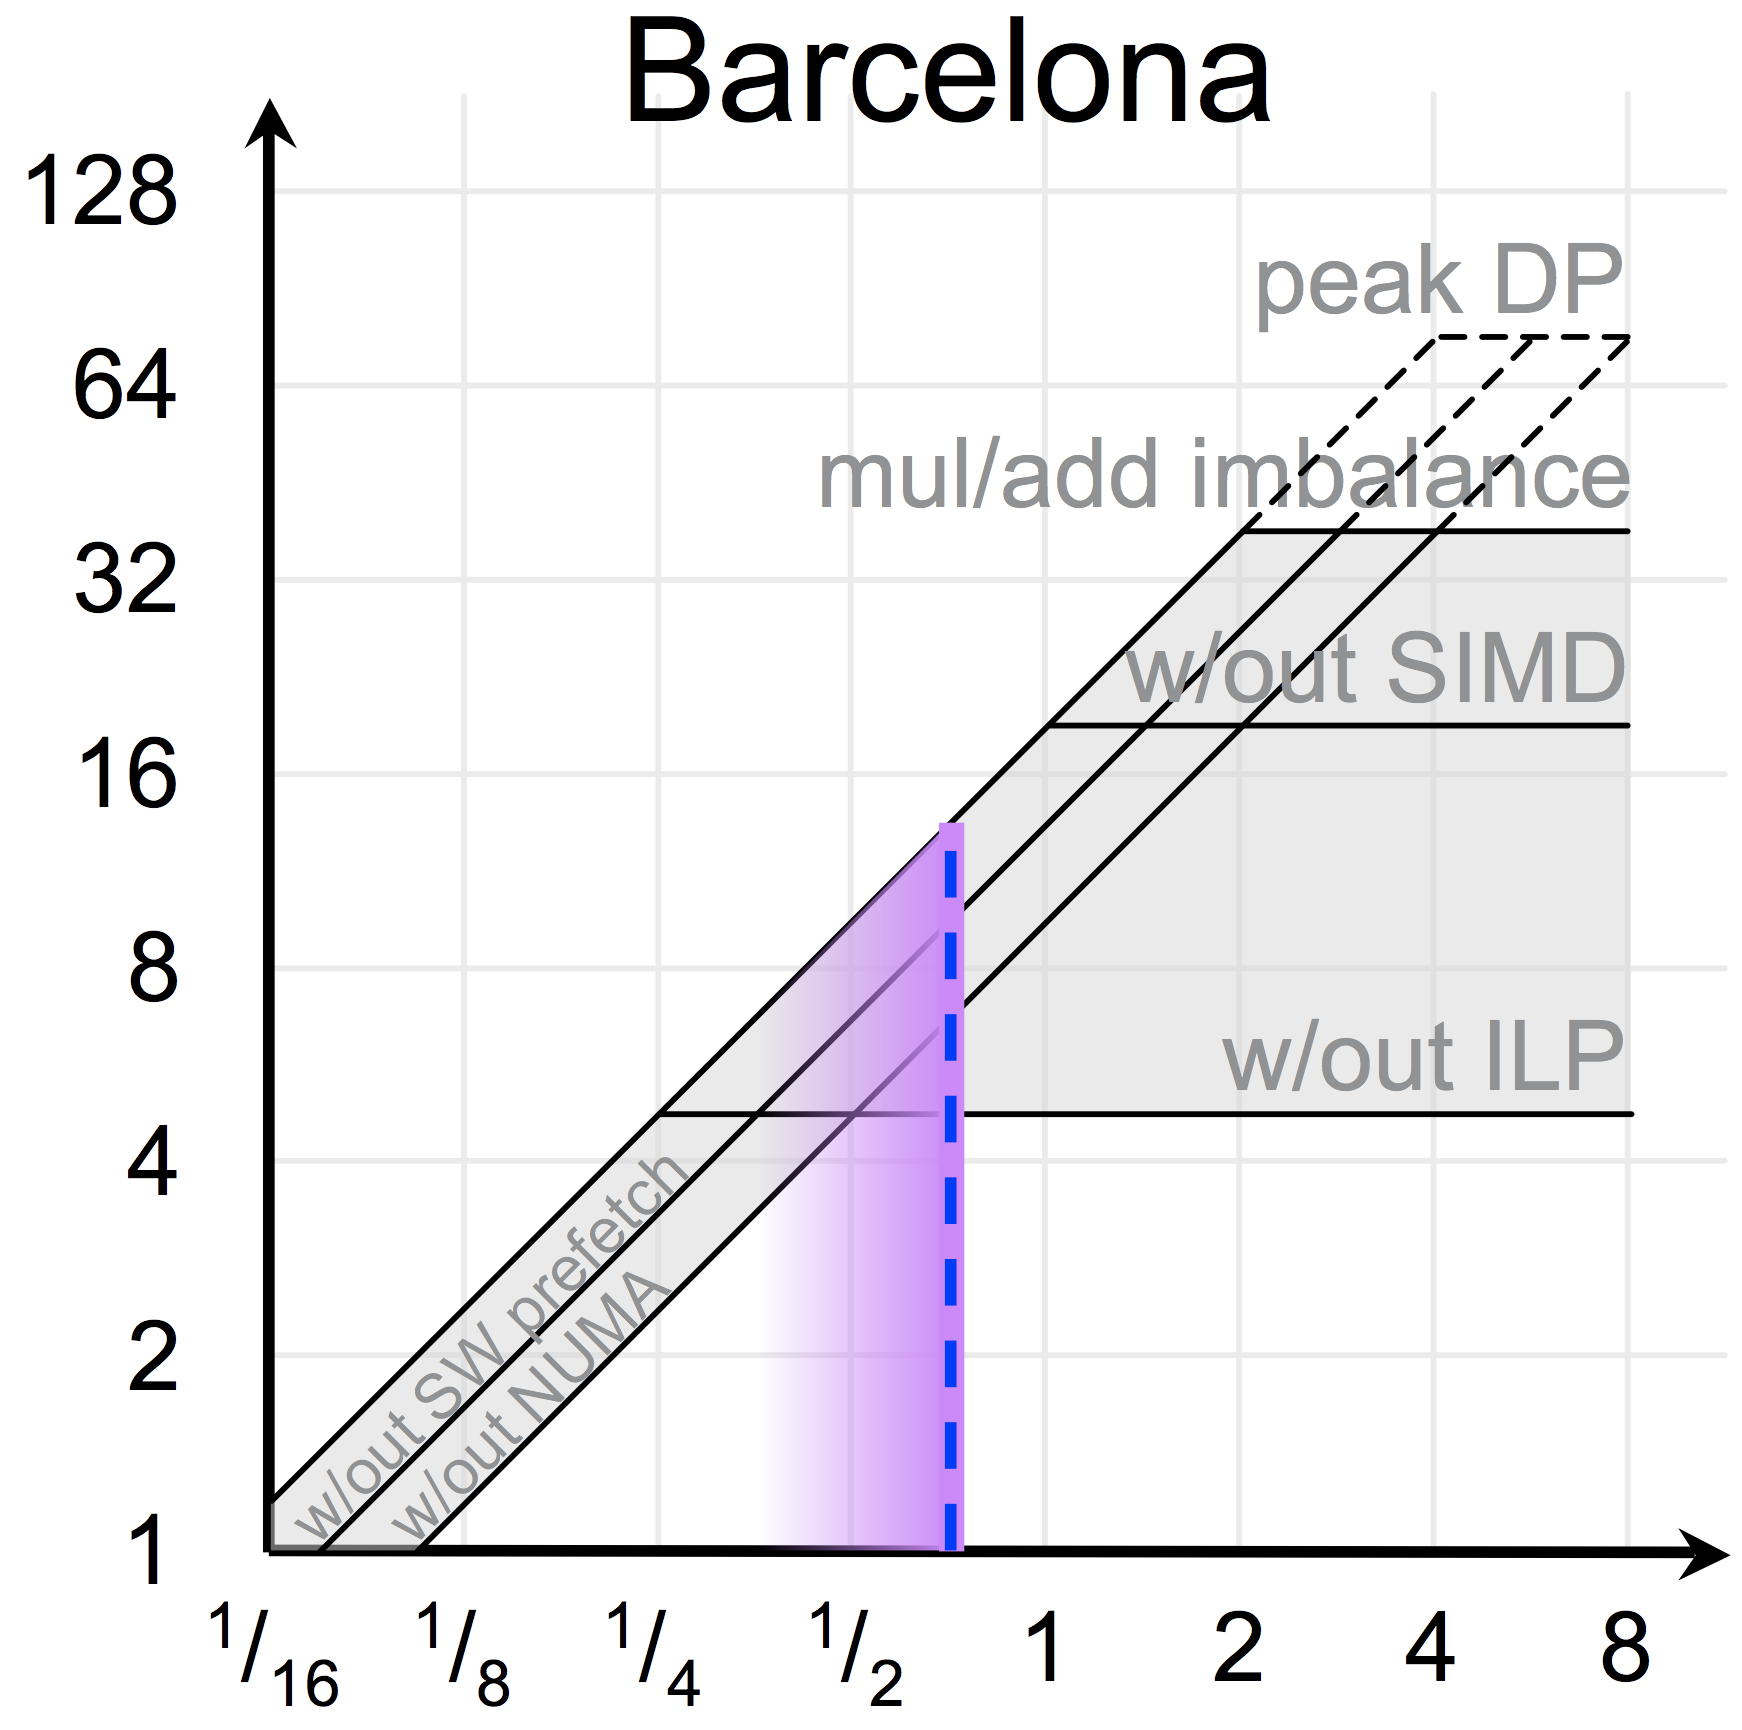 Barcelona
128
64
32
16
8
4
2
1
peak DP
mul/add imbalance
w/out SIMD
w/out ILP
w/out SW prefetch
w/out NUMA
1/16 1/8 1/4 1/2 1 2 4 8